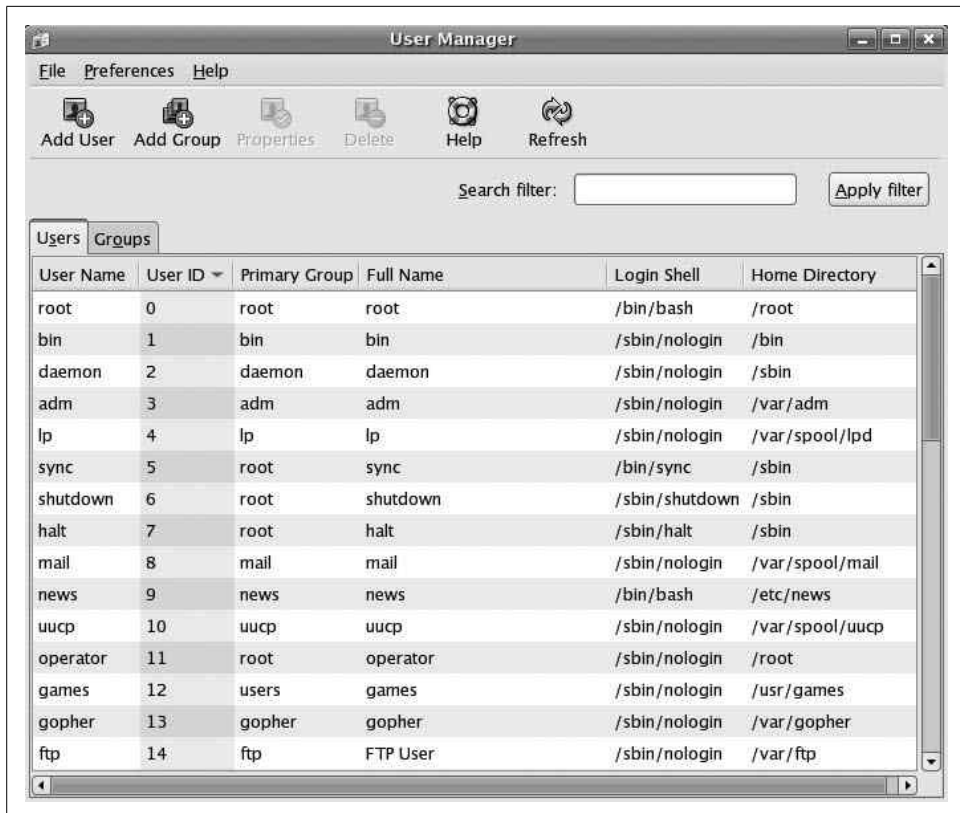 User Manager
File Preferences Help
Add User Add Group Properties Delete Help Refresh
Search filter: Apply filter
Users Groups
User Name User ID Primary Group Full Name Login Shell Home Directory
root 0 root root /bin/bash /root
bin 1 bin bin /sbin/nologin /bin
daemon 2 daemon daemon /sbin/nologin /sbin
adm 3 adm adm /sbin/nologin /var/adm
lp 4 lp lp /sbin/nologin /var/spool/lpd
sync 5 root sync /bin/sync /sbin
shutdown 6 root shutdown /sbin/shutdown /sbin
halt 7 root halt /sbin/halt /sbin
mail 8 mail mail /sbin/nologin /var/spool/mail
news 9 news news /bin/bash /etc/news
uucp 10 uucp uucp /sbin/nologin /var/spool/uucp
operator 11 root operator /sbin/nologin /root
games 12 users games /sbin/nologin /usr/games
gopher 13 gopher gopher /sbin/nologin /var/gopher
ftp 14 ftp FTP User /sbin/nologin /var/ftp